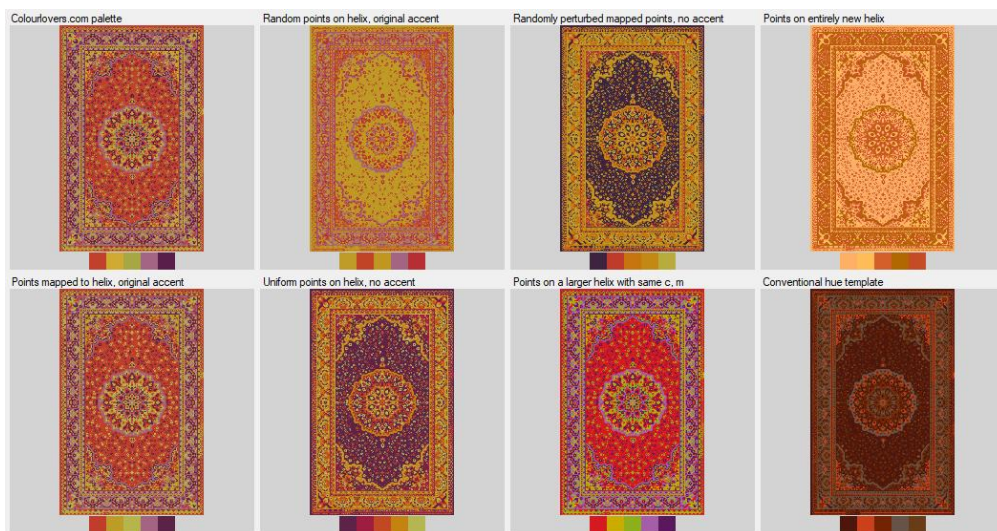 Colourlovers.com palette
Random points on helix, original accent
Randomly perturbed mapped points, no accent
Points on entirely new helix
Points mapped to helix, original accent
Uniform points on helix, no accent
Points on a larger helix with same c, m
Conventional hue template